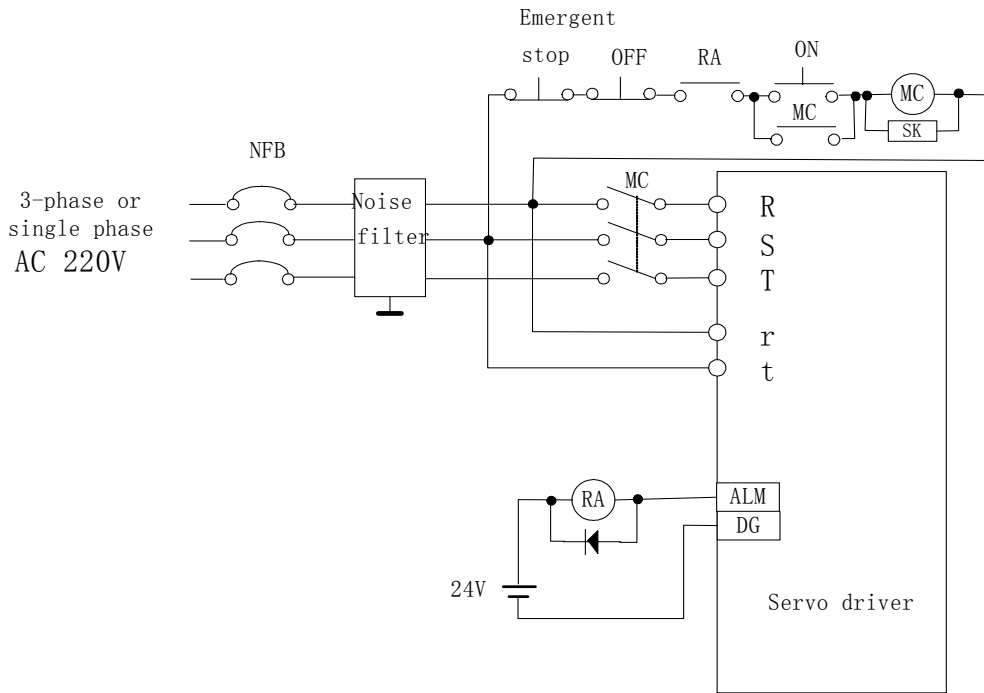 Emergent
stop
OFF
RA
ON
MC
MC
SK
NFB
3-phase or
single phase
AC 220V
Noise
filter
MC
R
S
T
r
t
RA
ALM
DG
24V
Servo driver